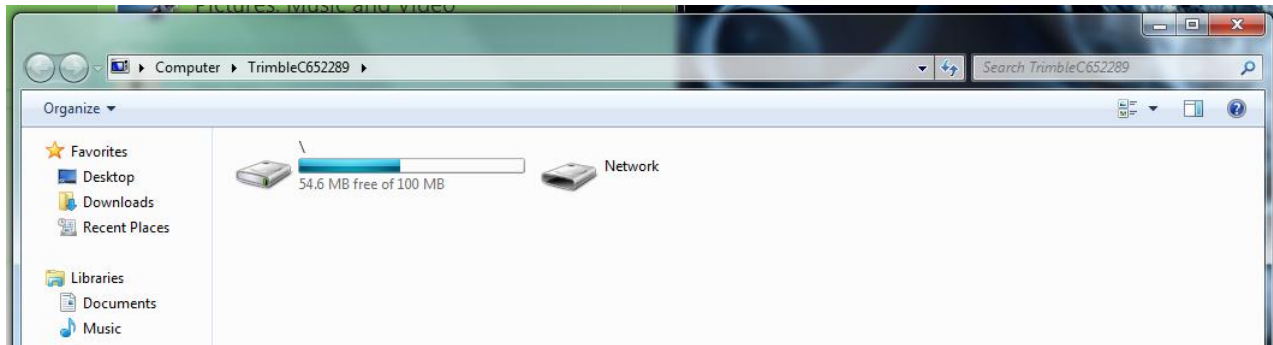 Pictures, Music and Video
Computer ▸ TrimbleC652289 ▸
Search TrimbleC652289
Organize
Favorites
Desktop
Downloads
Recent Places
Libraries
Documents
Music
\
54.6 MB free of 100 MB
Network